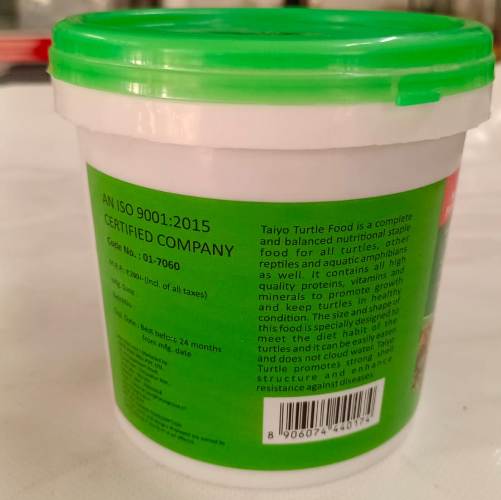 AN ISO 9001:2015
CERTIFIED COMPANY
Code No. : 01-7060
(Incl. of all taxes)
Mfg. Date
Exp. Date : Best before 24 months
from mfg. date
Taiyo Turtle Food is a complete
and balanced nutritional staple
food for all turtles, other
reptiles and aquatic amphibians
as well. It contains all high
quality proteins, vitamins and
minerals to promote growth
and keep turtles in healthy
condition. The size and shape of
this food is specially designed to
meet the diet habit of the
turtles and it can be easily eaten
and does not cloud water. Taiyo
Turtle promotes strong shell
structure and enhance
resistance against diseases.
8 906074 440174